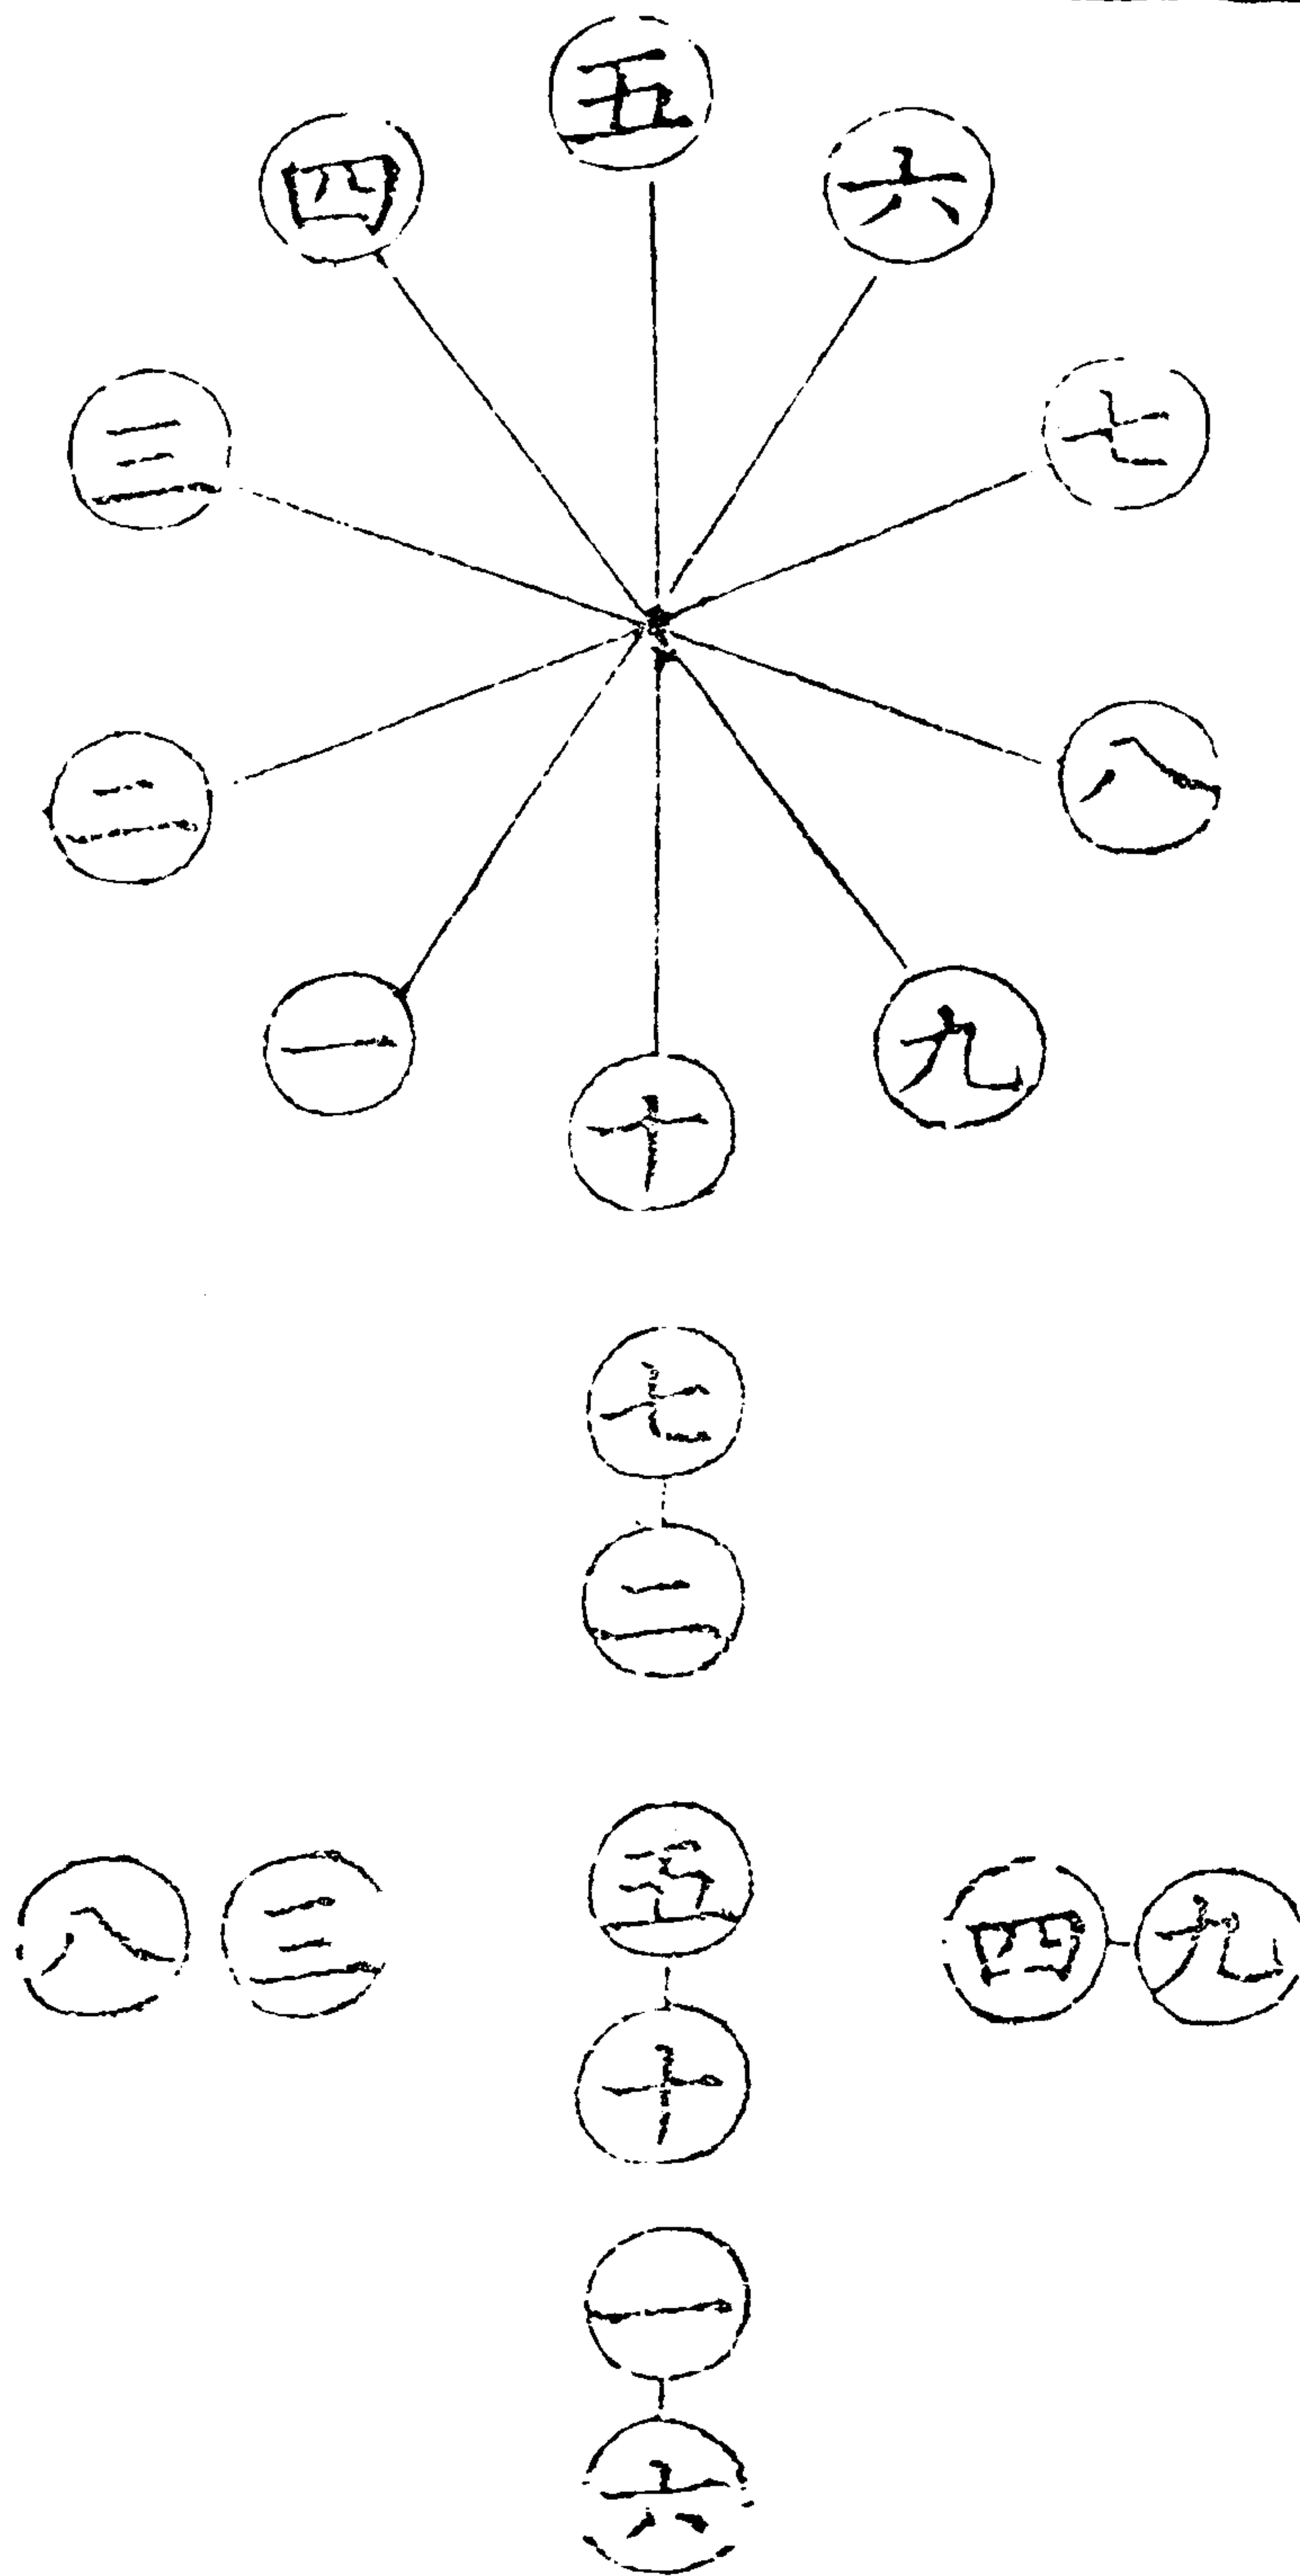 五
四 六
三 七
二 八
一 九
十
七
二
八 三 五 四 九
十
一
六